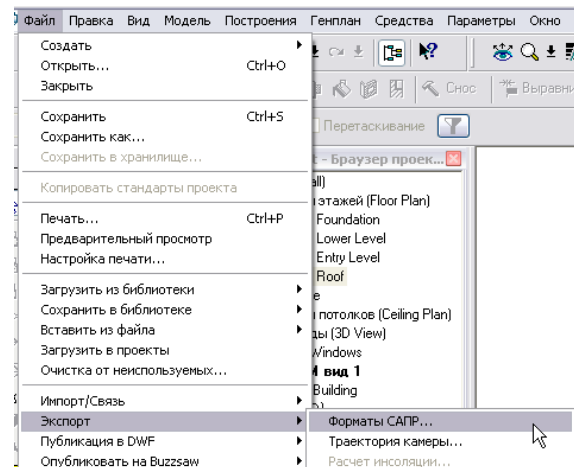 Файл Правка Вид Модель Построения Генплан Средства Параметры Окно
Создать
Открыть... Ctrl+O
Закрыть
Снос
Сохранить Ctrl+S
Сохранить как...
Перетаскивание
Сохранить в хранилище...
- Браузер проек...
Копировать стандарты проекта
этажей (Floor Plan)
Печать... Ctrl+P
Foundation
Предварительный просмотр
Lower Level
Настройка печати...
Entry Level
Roof
Загрузить из библиотеки
Сохранить в библиотеке
потолков (Ceiling Plan)
Вставить из файла
(3D View)
Загрузить в проекты
Windows
Очистка от неиспользуемых...
вид 1
Building
Импорт/Связь
Экспорт
Форматы САПР...
Публикация в DWF
Траектория камеры...
Опубликовать на Buzzsaw
Расчет инсоляции...